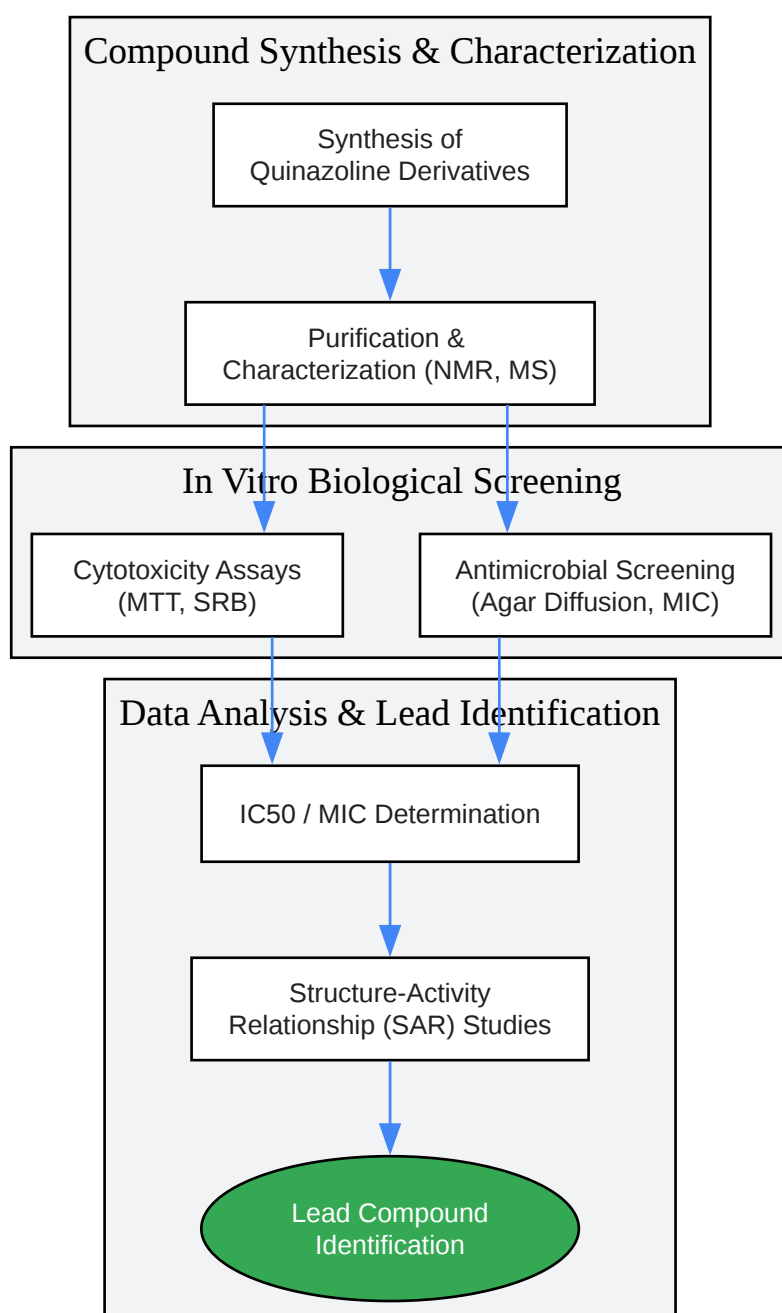 Compound Synthesis & Characterization
Synthesis of
Quinazoline Derivatives
Purification &
Characterization (NMR, MS)
In Vitro Biological Screening
Cytotoxicity Assays
(MTT, SRB)
Antimicrobial Screening
(Agar Diffusion, MIC)
Data Analysis & Lead Identification
IC50 / MIC Determination
Structure-Activity
Relationship (SAR) Studies
Lead Compound
Identification